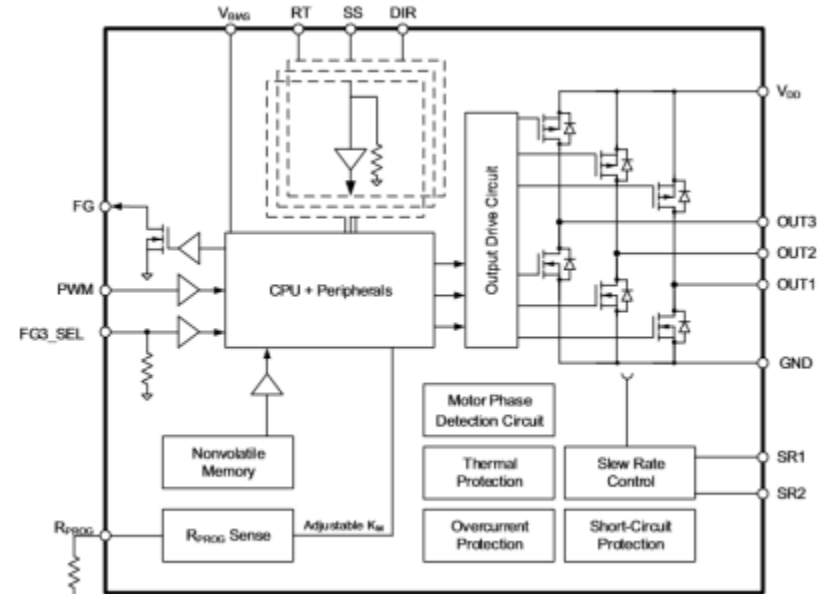 VBIAS RT SS DIR
VDD
FG
OUT3
OUT2
OUT1
PWM
CPU + Peripherals
Output Drive Circuit
FG3_SEL
GND
Motor Phase
Detection Circuit
Nonvolatile
Memory
Thermal
Protection
Slew Rate
Control
SR1
SR2
RPROG
RPROG Sense
Adjustable KM
Overcurrent
Protection
Short-Circuit
Protection